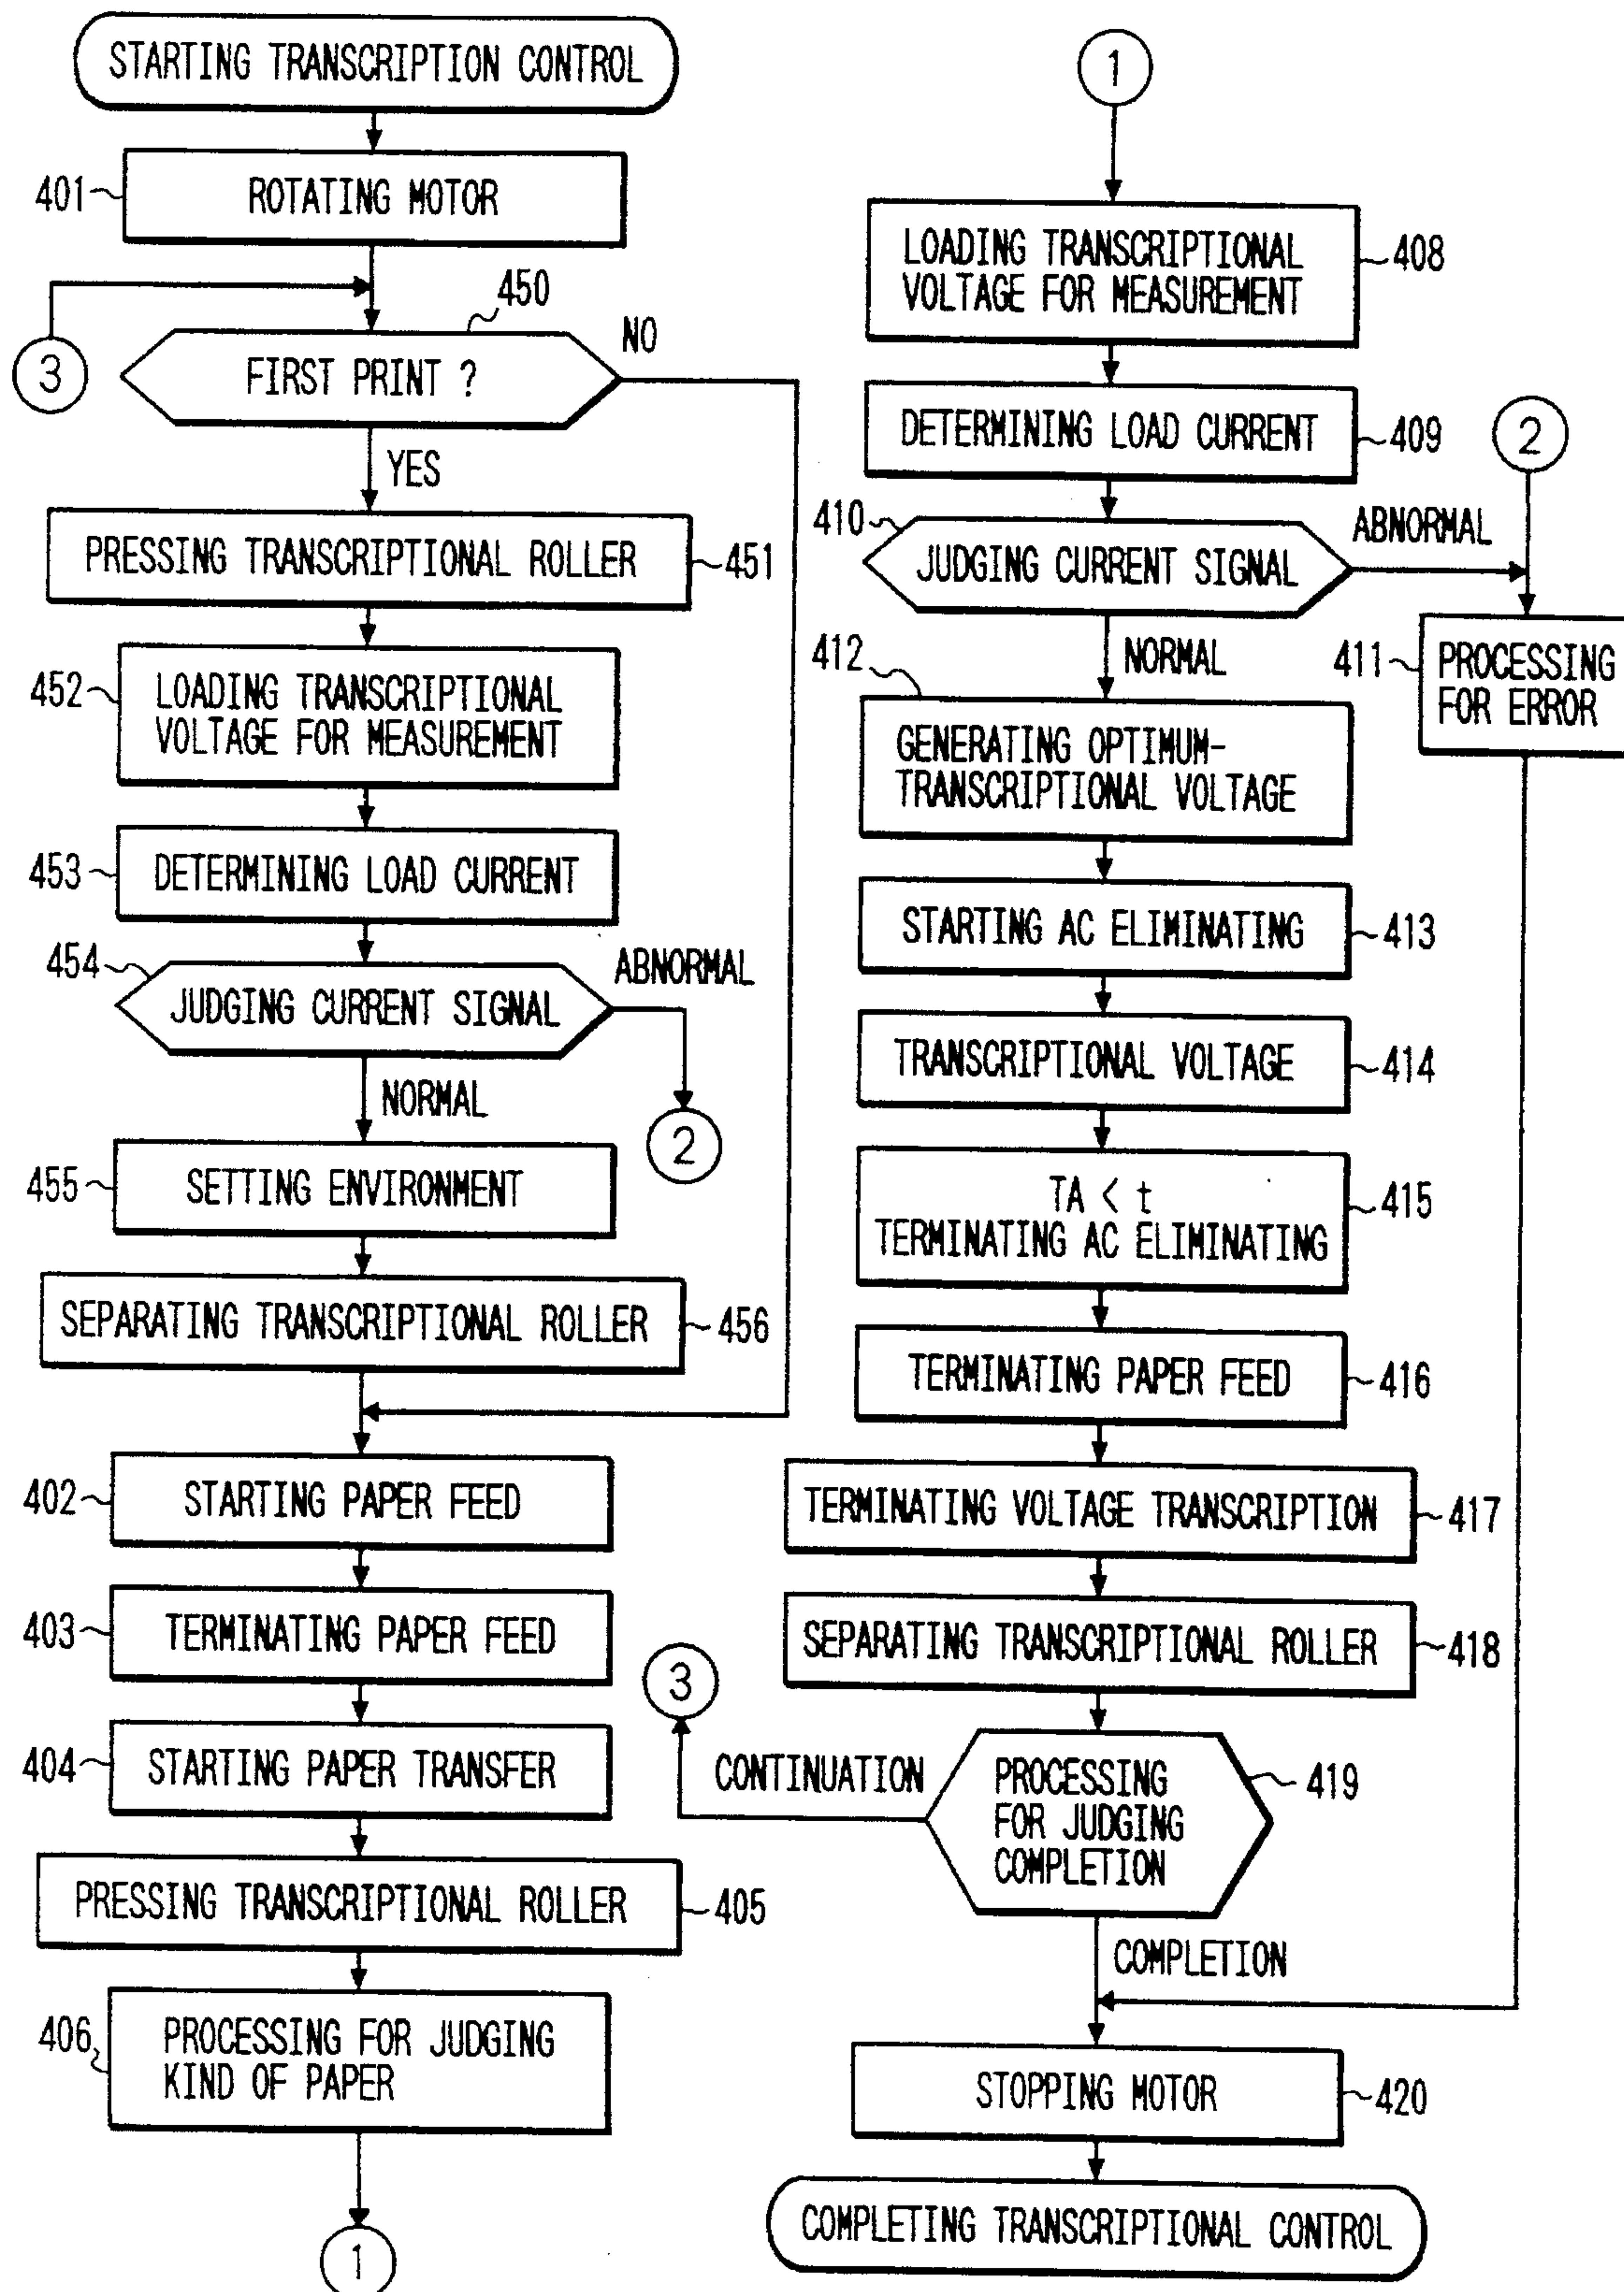 STARTING TRANSCRIPTION CONTROL
401
ROTATING MOTOR
3
450
FIRST PRINT ?
NO
YES
PRESSING TRANSCRIPTIONAL ROLLER
451
452
LOADING TRANSCRIPTIONAL
VOLTAGE FOR MEASUREMENT
453
DETERMINING LOAD CURRENT
454
JUDGING CURRENT SIGNAL
ABNORMAL
NORMAL
2
455
SETTING ENVIRONMENT
SEPARATING TRANSCRIPTIONAL ROLLER
456
402
STARTING PAPER FEED
403
TERMINATING PAPER FEED
404
STARTING PAPER TRANSFER
PRESSING TRANSCRIPTIONAL ROLLER
405
406
PROCESSING FOR JUDGING
KIND OF PAPER
1
1
LOADING TRANSCRIPTIONAL
VOLTAGE FOR MEASUREMENT
408
DETERMINING LOAD CURRENT
409
2
410
JUDGING CURRENT SIGNAL
ABNORMAL
NORMAL
411
PROCESSING
FOR ERROR
412
GENERATING OPTIMUM-
TRANSCRIPTIONAL VOLTAGE
STARTING AC ELIMINATING
413
TRANSCRIPTIONAL VOLTAGE
414
TA < t
TERMINATING AC ELIMINATING
415
TERMINATING PAPER FEED
416
TERMINATING VOLTAGE TRANSCRIPTION
417
SEPARATING TRANSCRIPTIONAL ROLLER
418
3
CONTINUATION
PROCESSING
FOR JUDGING
COMPLETION
419
COMPLETION
STOPPING MOTOR
420
COMPLETING TRANSCRIPTIONAL CONTROL